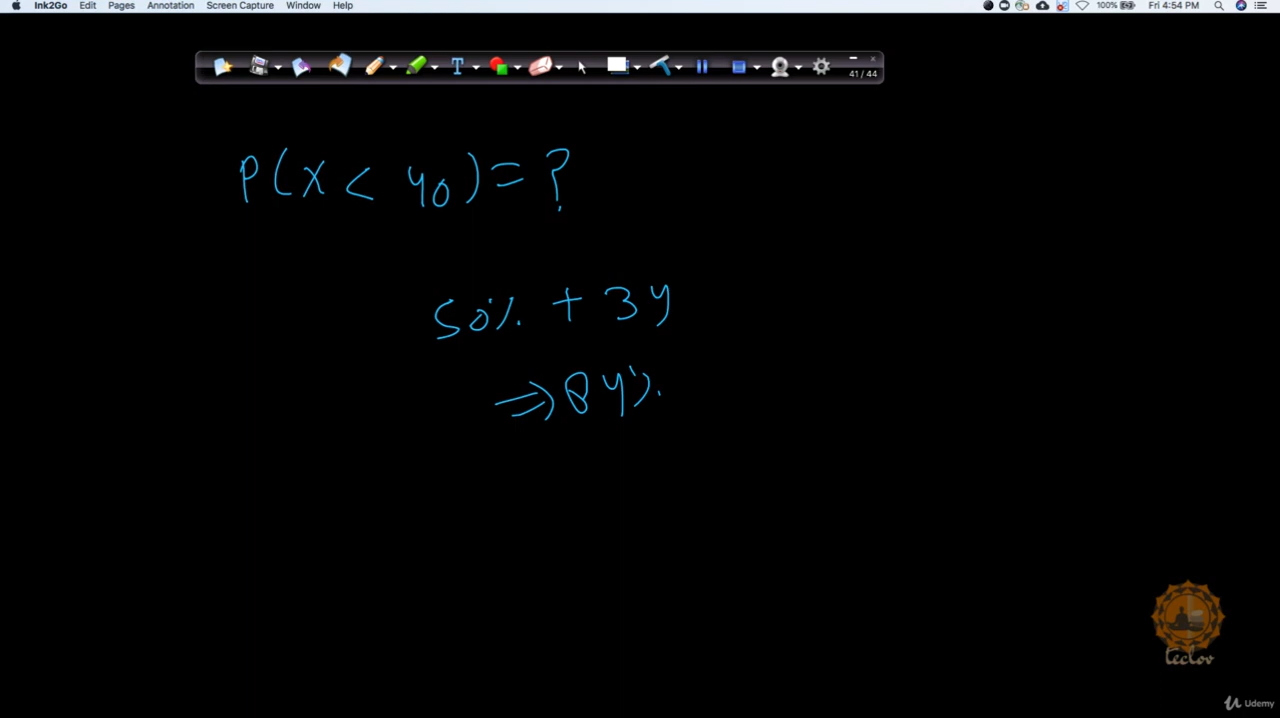 Ink2Go Edit Pages Annotation Screen Capture Window Help 100% Fri 4:54 PM
41 / 44
P(X < 40) = ?
50% + 34
⇒ 84%
teclov
Udemy